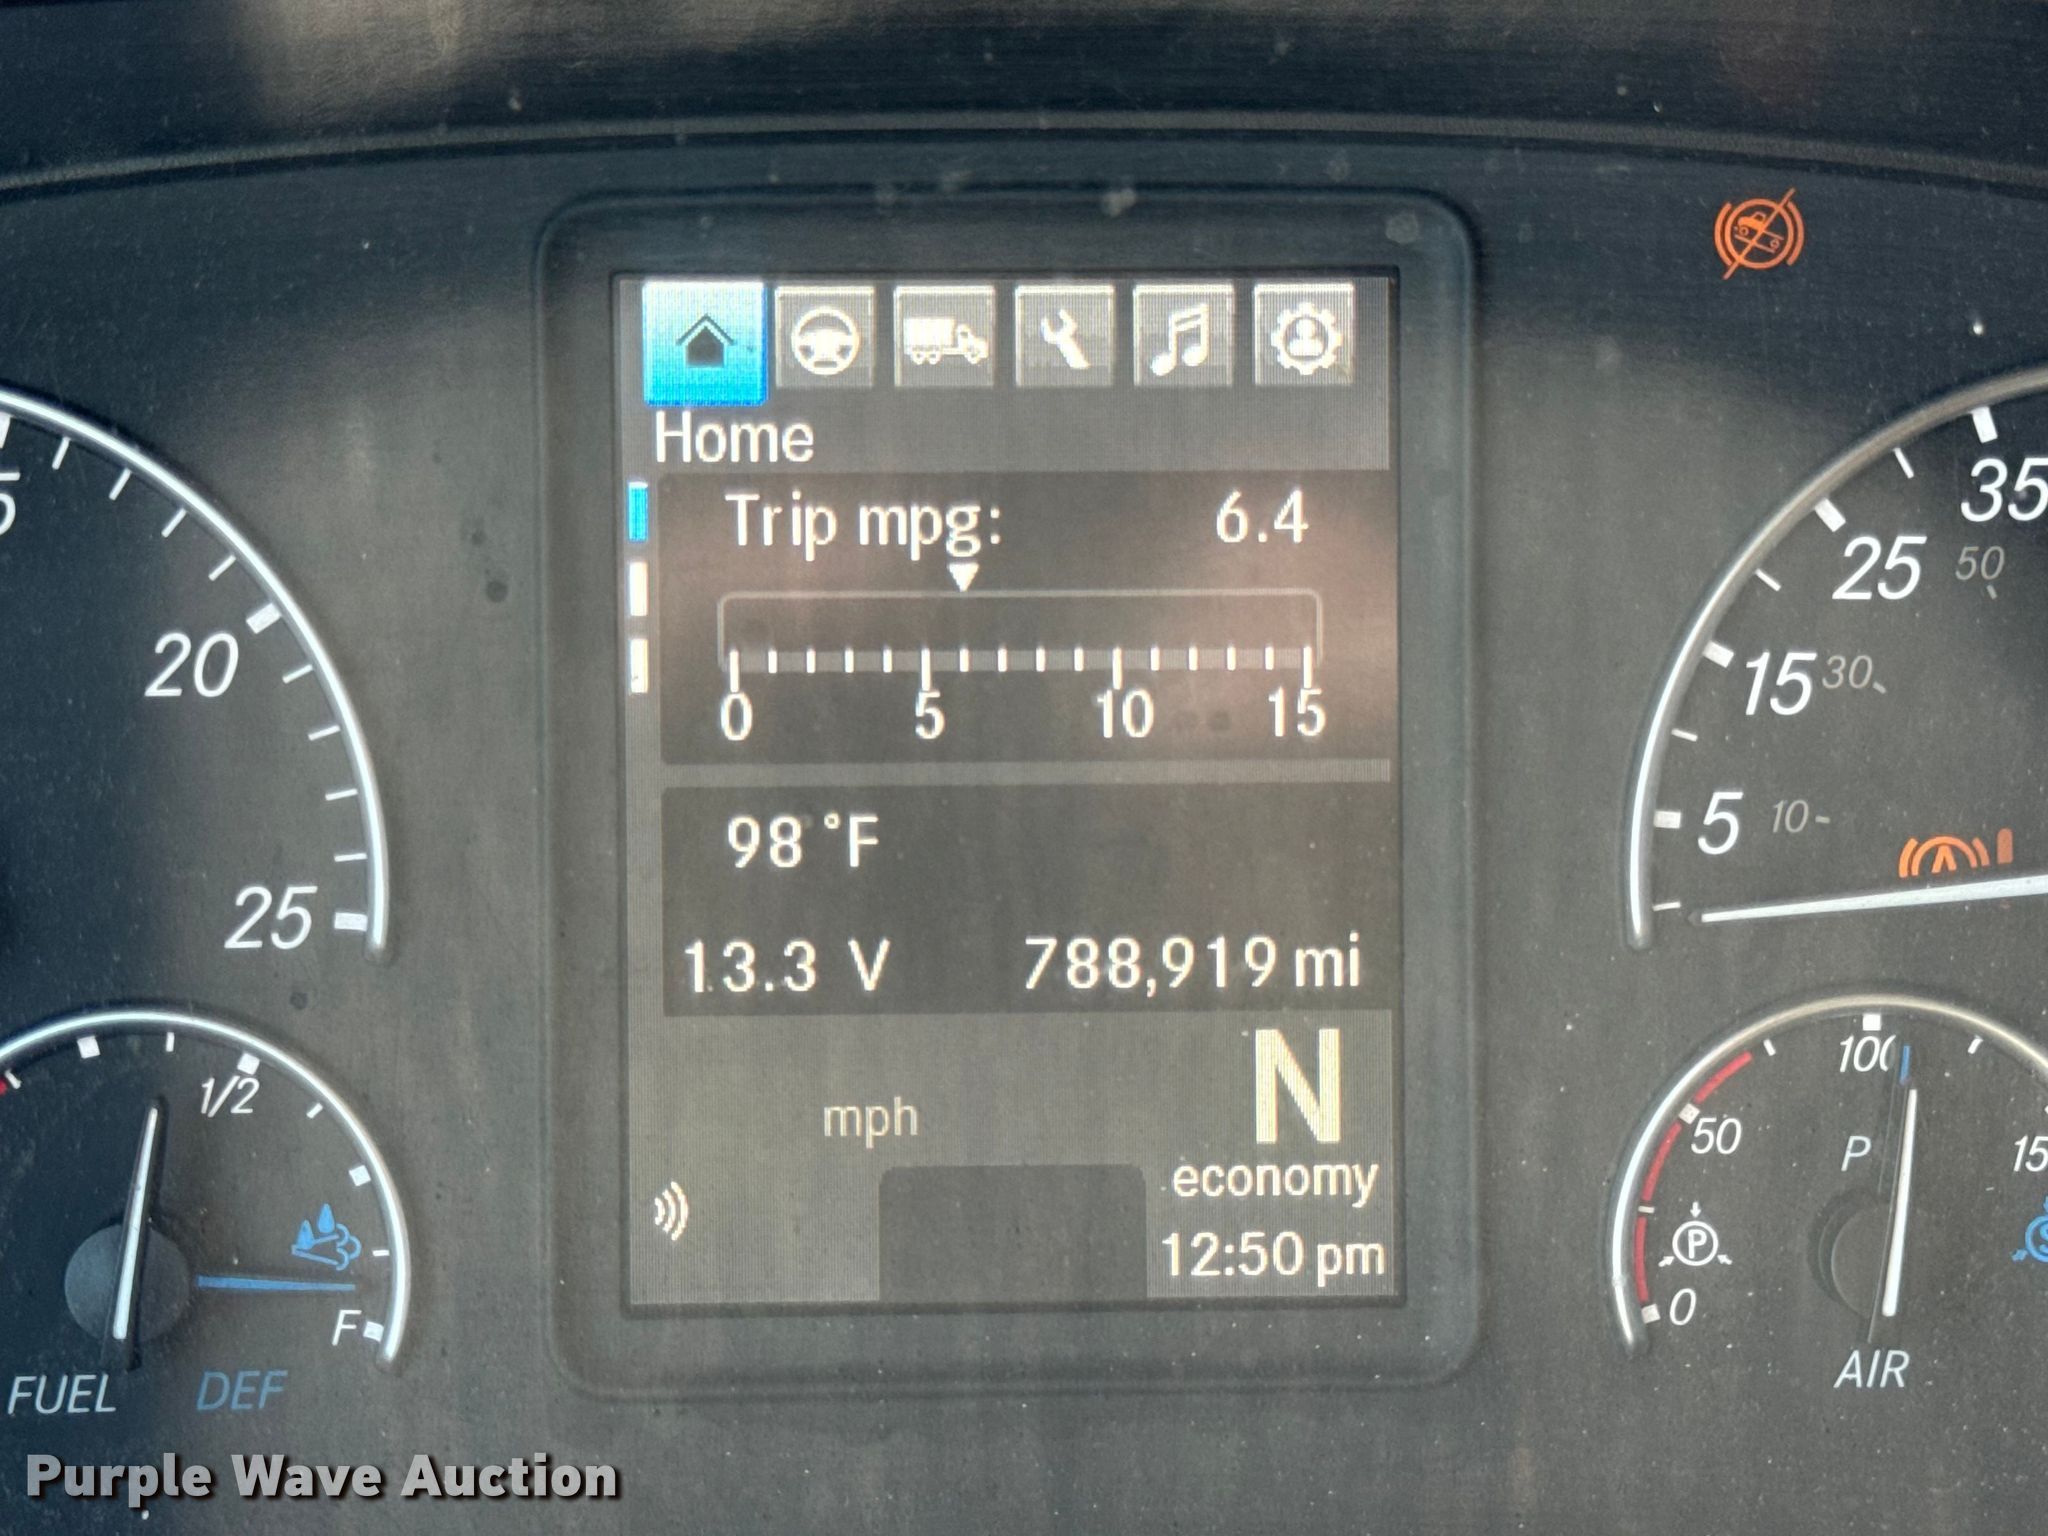 Home
Trip mpg: 6.4
0 5 10 15
98°F
13.3 V 788,919 mi
N
mph
economy
12:50 pm
20
25
1/2
F
FUEL DEF
35
25 50
15 30
5 10
100
50
P
0
AIR
Purple Wave Auction